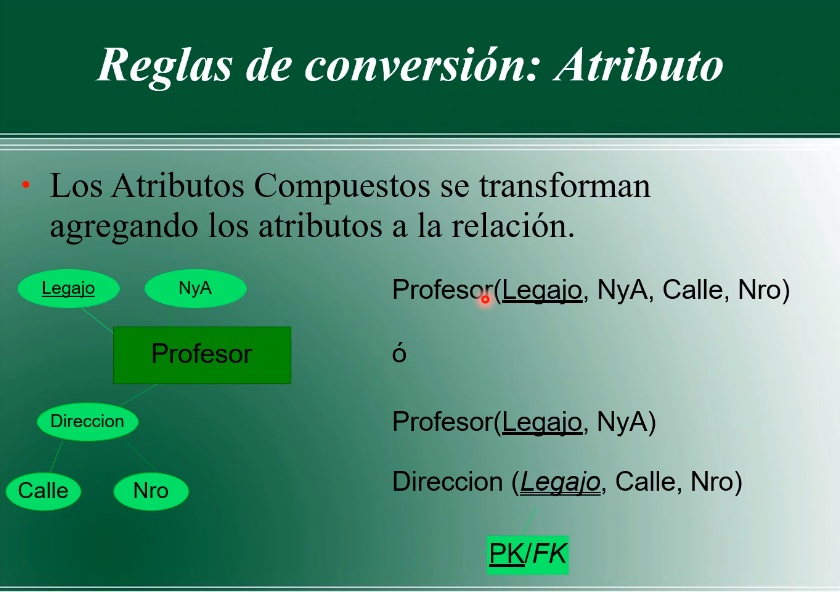 Reglas de conversión: Atributo
• Los Atributos Compuestos se transforman
agregando los atributos a la relación.
Legajo
NyA
Profesor
Direccion
Calle
Nro
Profesor(Legajo, NyA, Calle, Nro)
ó
Profesor(Legajo, NyA)
Direccion (Legajo, Calle, Nro)
PK/FK